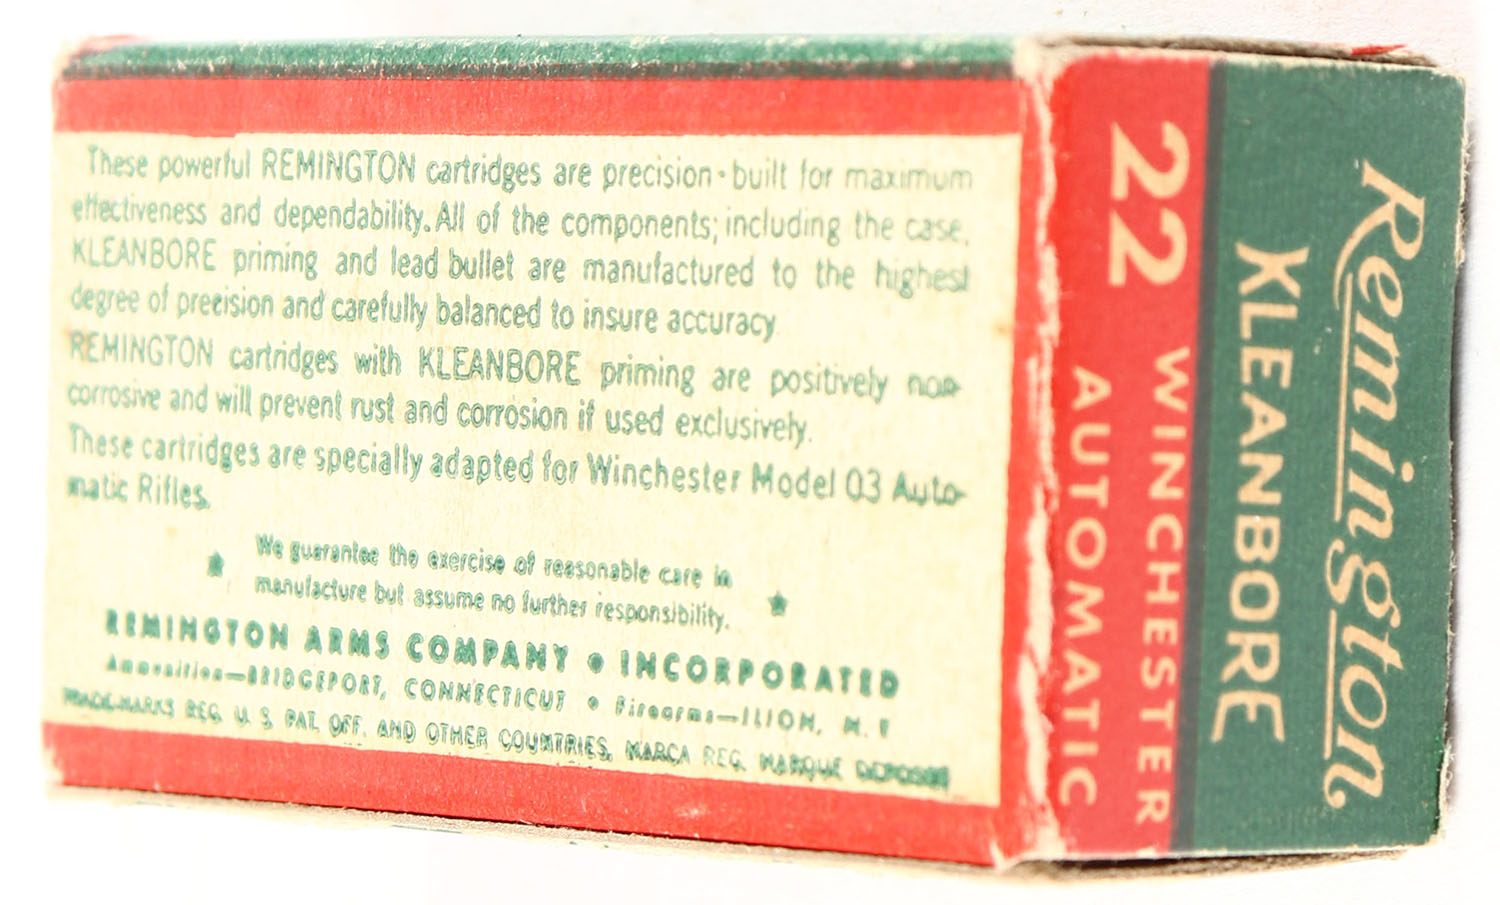 These powerful REMINGTON cartridges are precision-built for maximum
effectiveness and dependability. All of the components; including the case,
KLEANBORE priming and lead bullet are manufactured to the highest
degree of precision and carefully balanced to insure accuracy
REMINGTON cartridges with KLEANBORE priming are positively non-
corrosive and will prevent rust and corrosion if used exclusively.
These cartridges are specially adapted for Winchester Model 03 Auto-
matic Rifles.
We guarantee the exercise of reasonable care in
manufacture but assume no further responsibility.
REMINGTON ARMS COMPANY • INCORPORATED
Ammunition—BRIDGEPORT, CONNECTICUT • Firearms—ILION, N. Y
TRADE-MARKS REG. U. S. PAT. OFF. AND OTHER COUNTRIES, MARCA REG. MARQUE DEPOSEE
Remington
KLEANBORE
22 WINCHESTER
AUTOMATIC